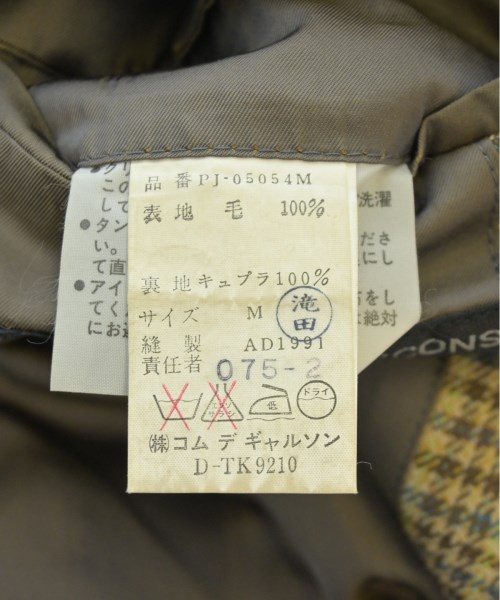 品番PJ-05054M
表地 毛 100%
裏地キュプラ100%
サイズ M
滝田
縫製 AD1991
責任者 075-2
低
ドライ
㈱コム デ ギャルソン
D-TK9210
この
して
●タン
い。
て直
●アイ
てく
にお
洗濯
ださ
にし
をし
は絶対
CONS